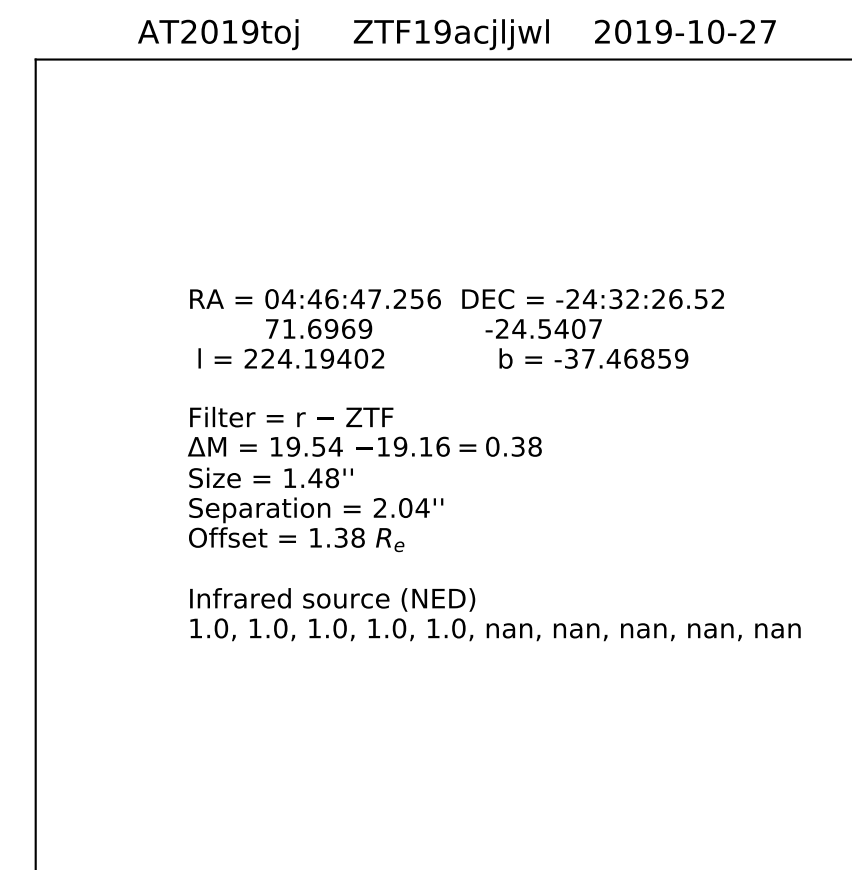 AT2019toj ZTF19acjljwl 2019-10-27
RA = 04:46:47.256 DEC = -24:32:26.52
71.6969 -24.5407
l = 224.19402 b = -37.46859
Filter = r − ZTF
ΔM = 19.54 −19.16 = 0.38
Size = 1.48''
Separation = 2.04''
Offset = 1.38 Re
Infrared source (NED)
1.0, 1.0, 1.0, 1.0, 1.0, nan, nan, nan, nan, nan